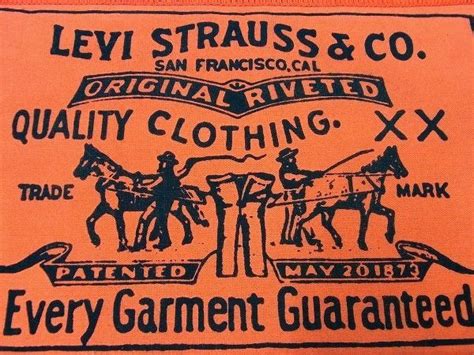 LEVI STRAUSS & CO.
SAN FRANCISCO, CAL
ORIGINAL RIVETED
QUALITY CLOTHING. XX
TRADE MARK
PATENTED MAY 20 1873
Every Garment Guaranteed